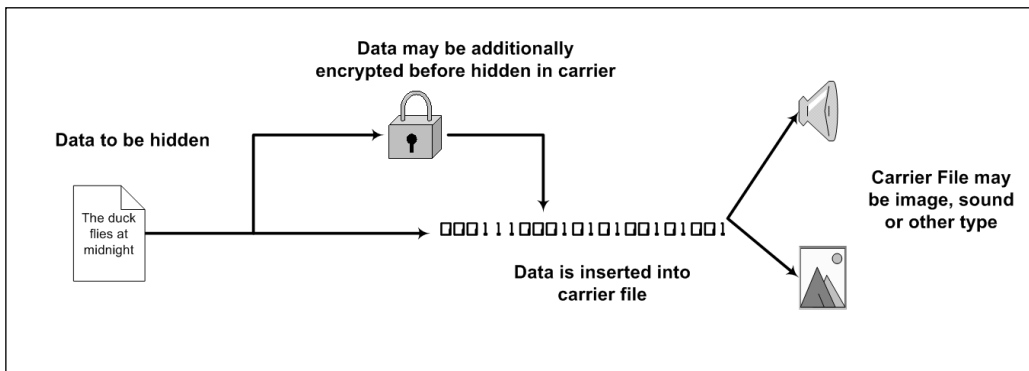 Data may be additionally
encrypted before hidden in carrier
Data to be hidden
The duck
flies at
midnight
000111000101010010101001
Data is inserted into
carrier file
Carrier File may
be image, sound
or other type